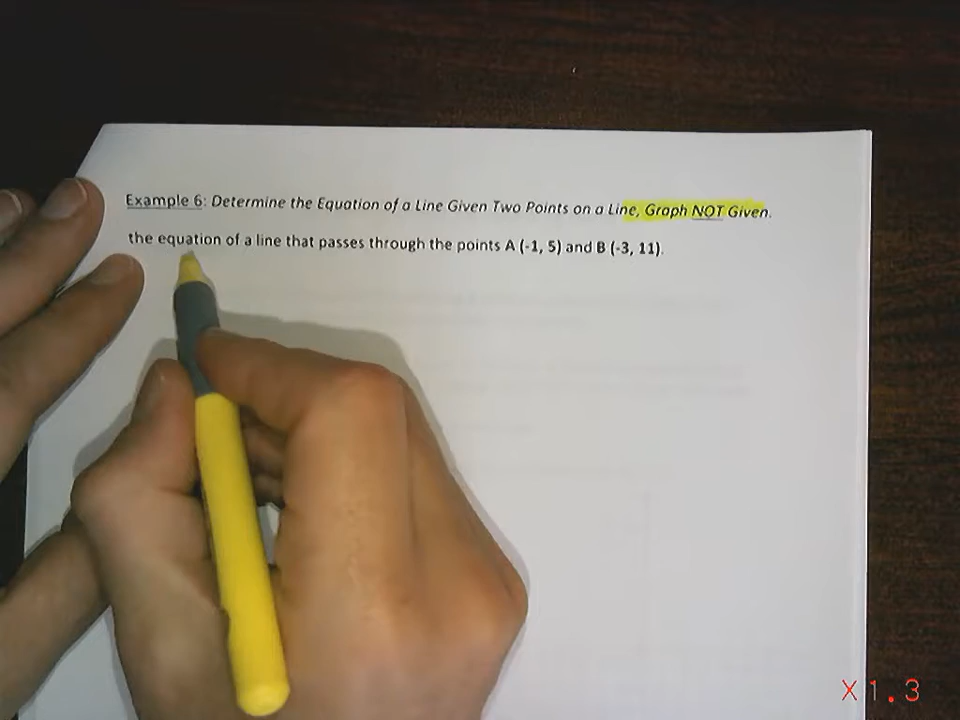 Example 6: Determine the Equation of a Line Given Two Points on a Line, Graph NOT Given.
the equation of a line that passes through the points A (-1, 5) and B (-3, 11).
X1.3